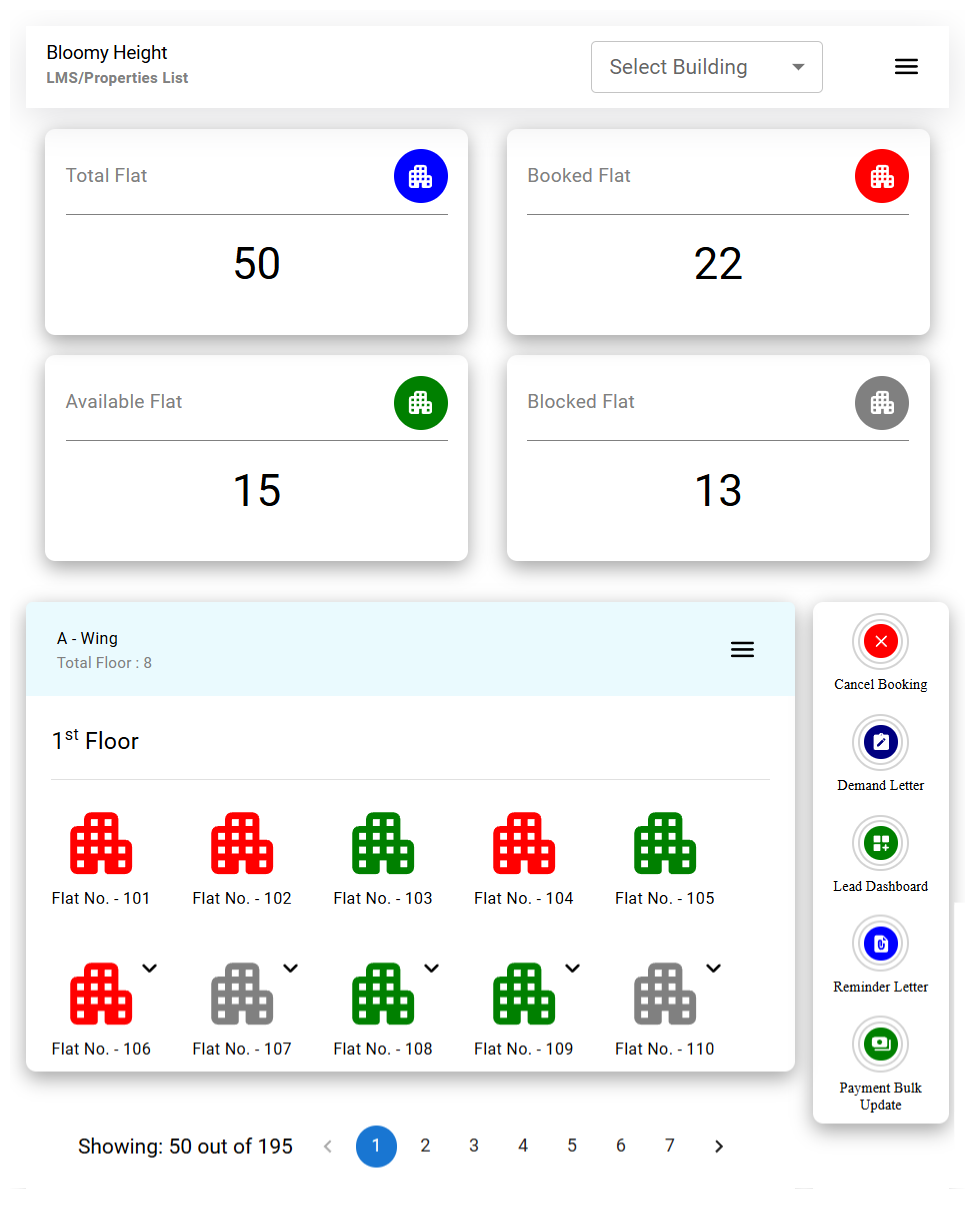 Bloomy Height
LMS/Properties List
Select Building
Total Flat
50
Booked Flat
22
Available Flat
15
Blocked Flat
13
A - Wing
Total Floor : 8
1st Floor
Flat No. - 101
Flat No. - 102
Flat No. - 103
Flat No. - 104
Flat No. - 105
Flat No. - 106
Flat No. - 107
Flat No. - 108
Flat No. - 109
Flat No. - 110
Cancel Booking
Demand Letter
Lead Dashboard
Reminder Letter
Payment Bulk
Update
Showing: 50 out of 195 1 2 3 4 5 6 7